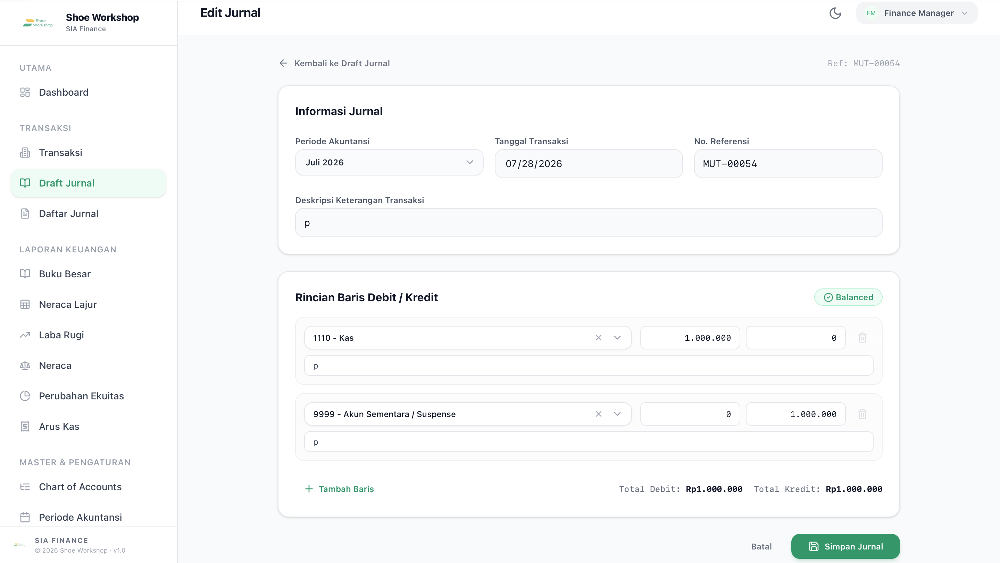 Shoe
Workshop
Shoe Workshop
SIA Finance
Edit Jurnal
FM Finance Manager
UTAMA
Dashboard
TRANSAKSI
Transaksi
Draft Jurnal
Daftar Jurnal
LAPORAN KEUANGAN
Buku Besar
Neraca Lajur
Laba Rugi
Neraca
Perubahan Ekuitas
Arus Kas
MASTER & PENGATURAN
Chart of Accounts
Periode Akuntansi
SIA FINANCE
© 2026 Shoe Workshop · v1.0
Kembali ke Draft Jurnal
Ref: MUT-00054
Informasi Jurnal
Periode Akuntansi
Juli 2026
Tanggal Transaksi
07/28/2026
No. Referensi
MUT-00054
Deskripsi Keterangan Transaksi
p
Rincian Baris Debit / Kredit
Balanced
1110 - Kas 1.000.000 0
p
9999 - Akun Sementara / Suspense 0 1.000.000
p
Tambah Baris
Total Debit: Rp1.000.000 Total Kredit: Rp1.000.000
Batal
Simpan Jurnal